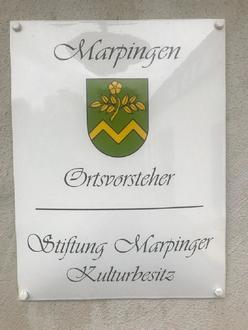 Marpingen
Ortsvorsteher
Stiftung Marpinger
Kulturbesitz